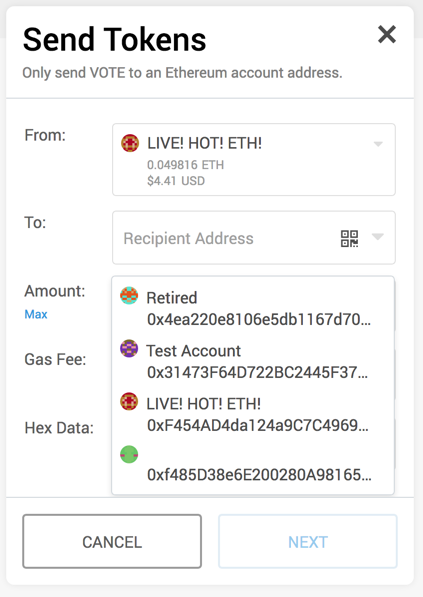 Send Tokens
Only send VOTE to an Ethereum account address.
From:
LIVE! HOT! ETH!
0.049816 ETH
$4.41 USD
To:
Recipient Address
Amount:
Max
Retired
0x4ea220e8106e5db1167d70...
Gas Fee:
Test Account
0x31473F64D722BC2445F37...
Hex Data:
LIVE! HOT! ETH!
0xF454AD4da124a9C7C4969...
0xf485D38e6E200280A98165...
CANCEL
NEXT